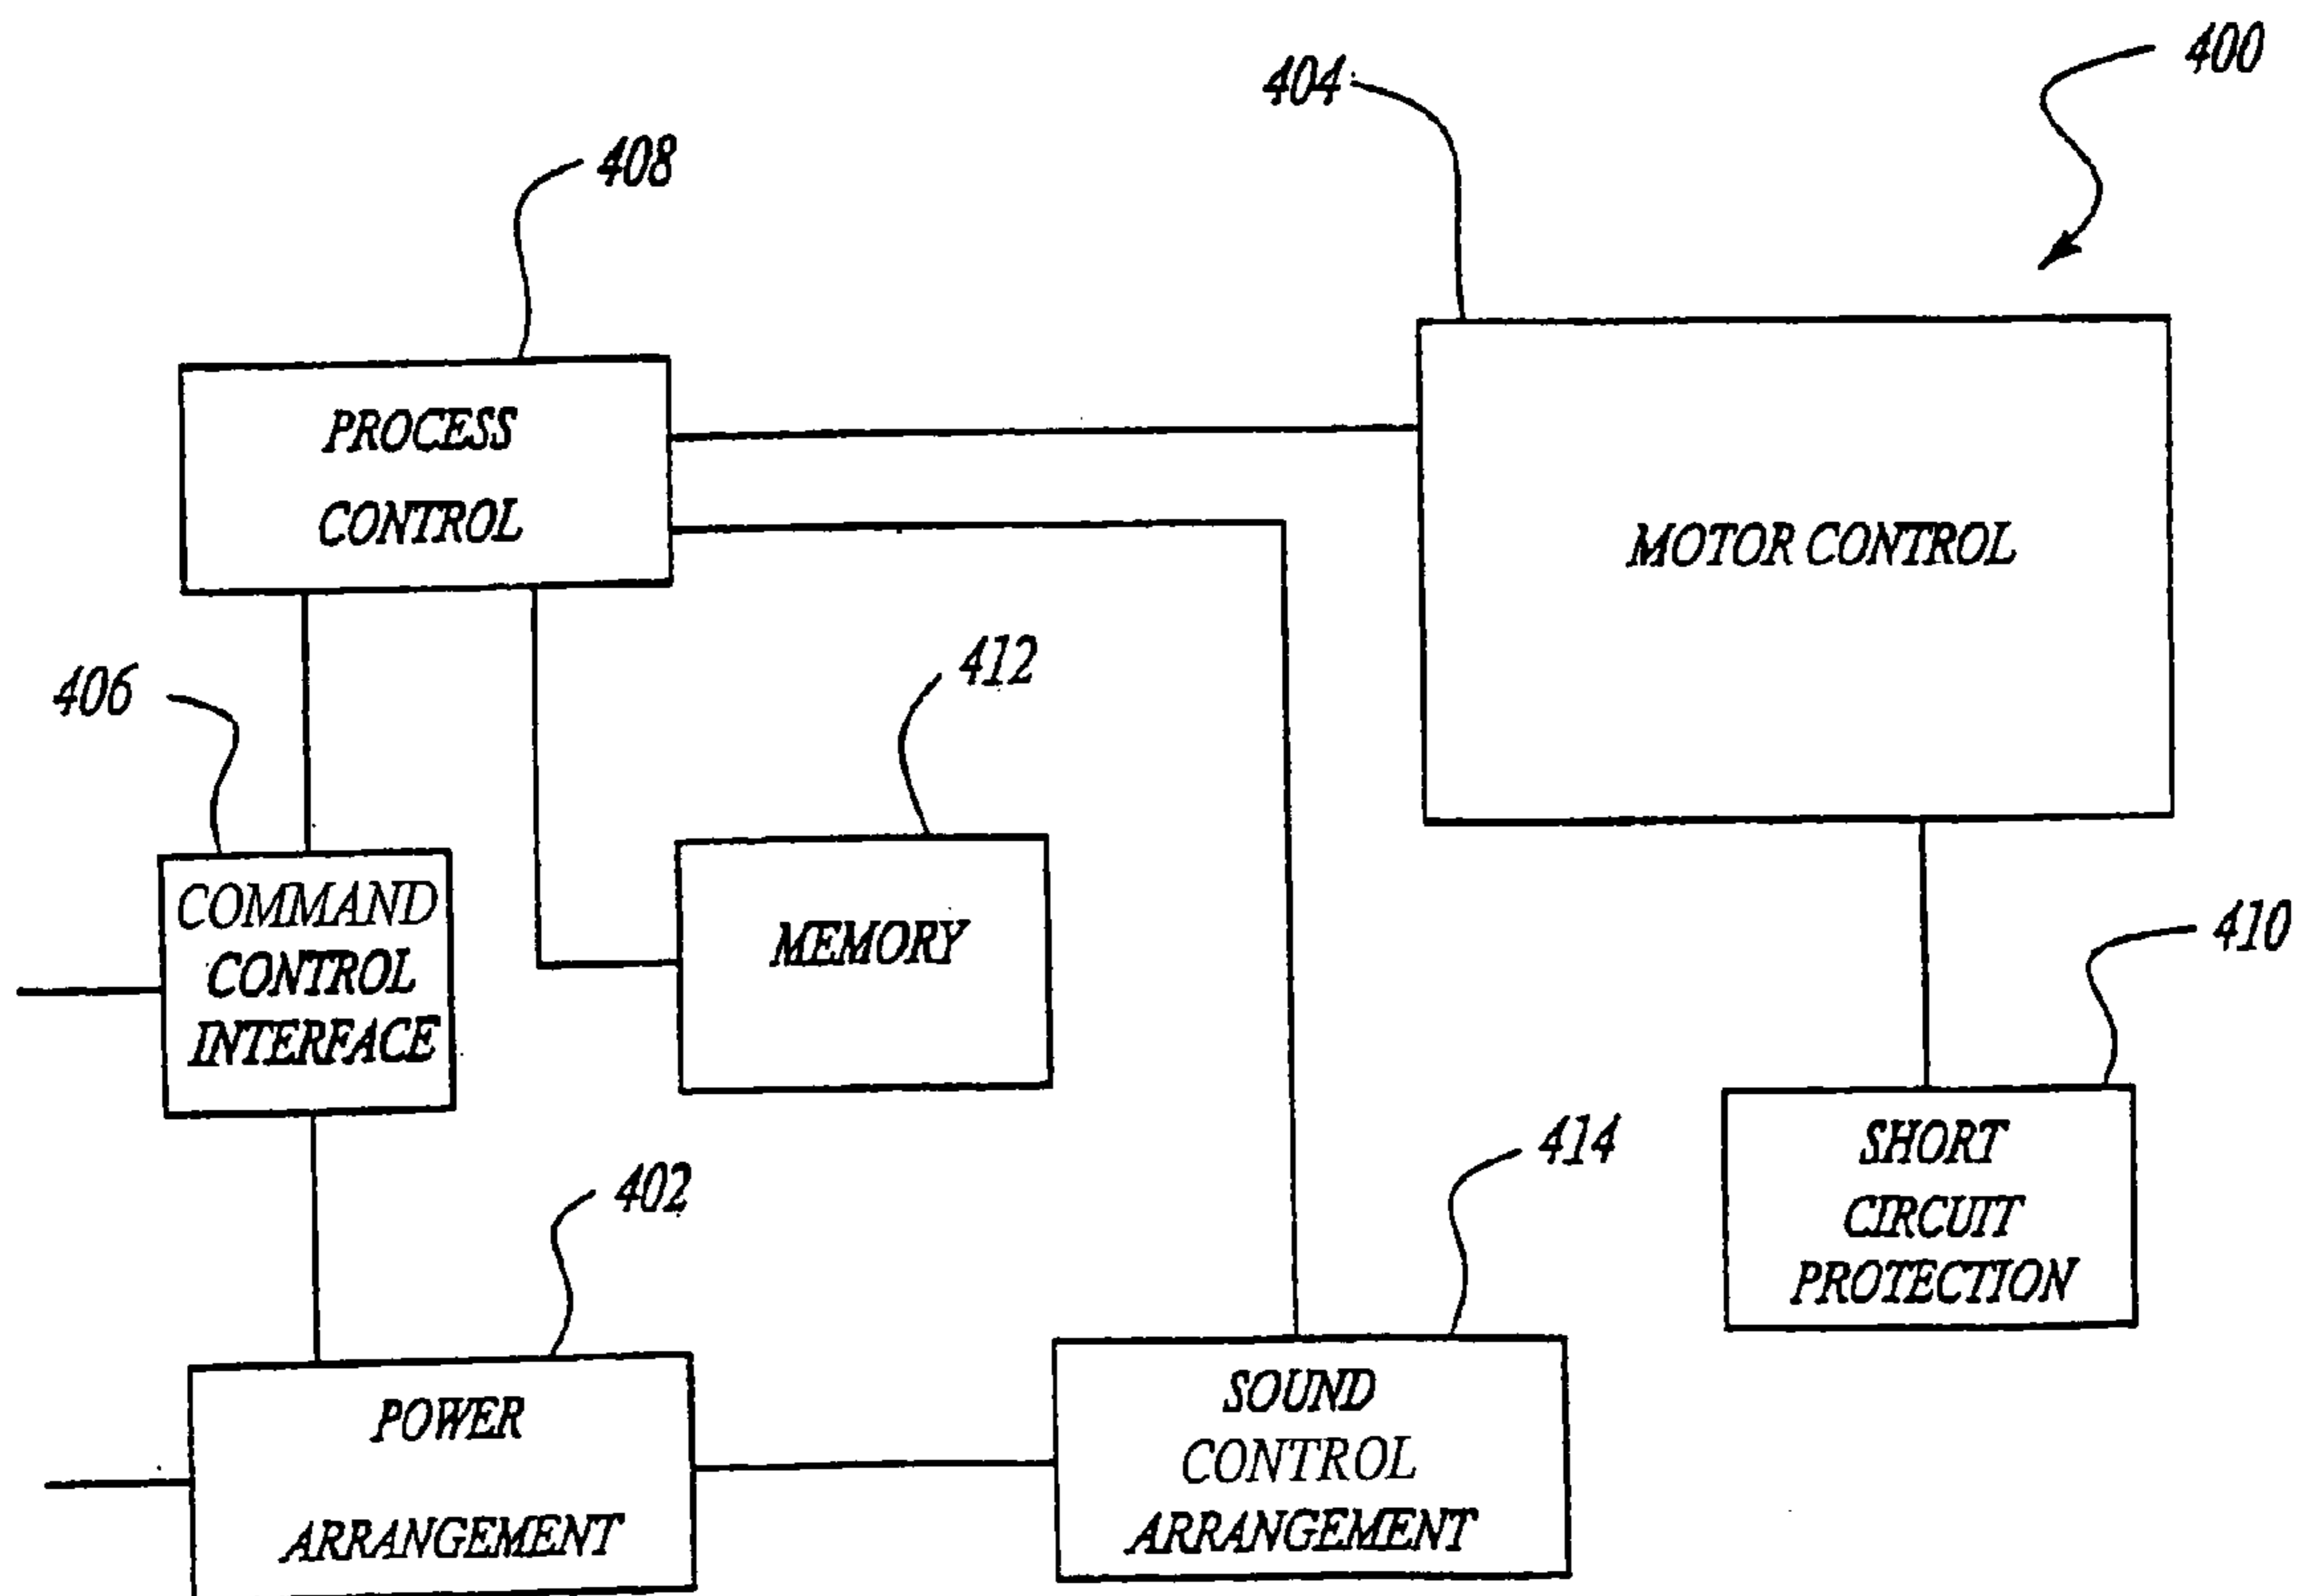 400
404
408
PROCESS
CONTROL
MOTOR CONTROL
406
412
COMMAND
CONTROL
INTERFACE
MEMORY
410
SHORT
CIRCUIT
PROTECTION
414
402
POWER
ARRANGEMENT
SOUND
CONTROL
ARRANGEMENT